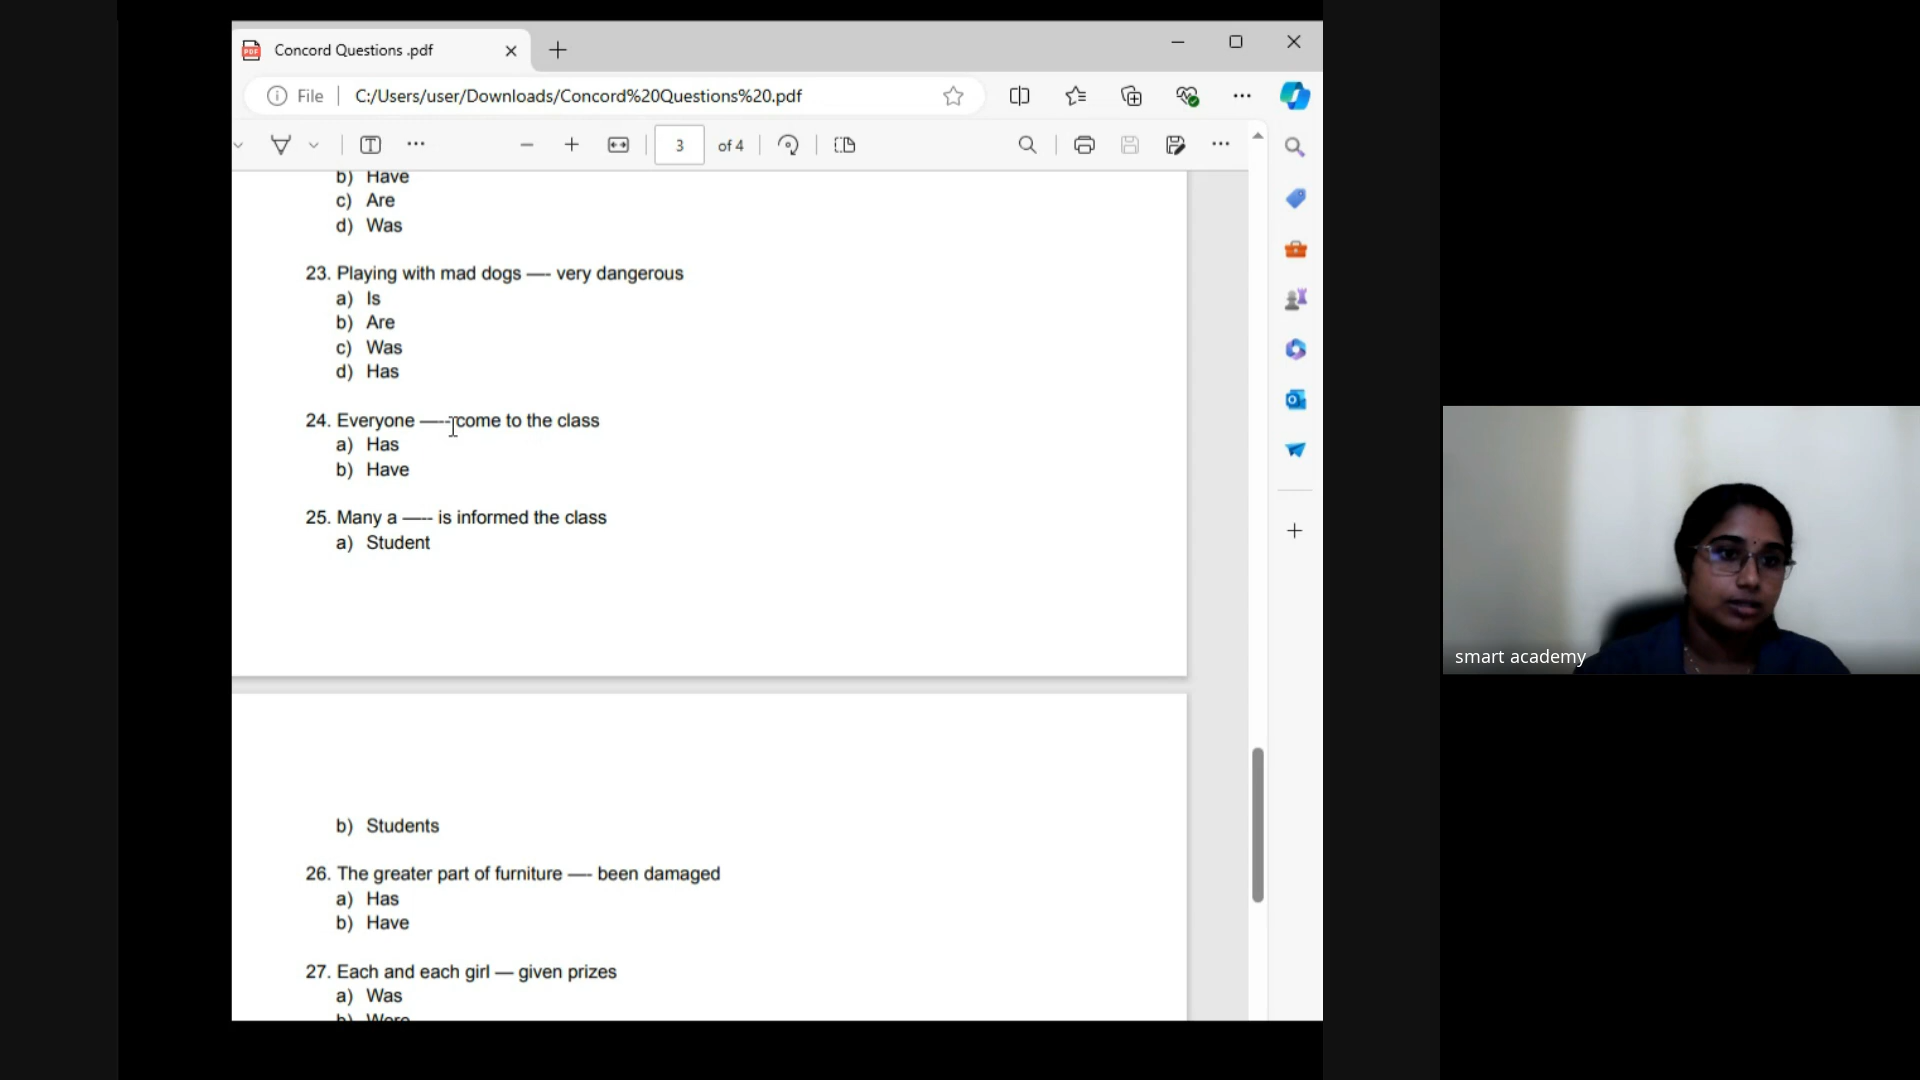 Concord Questions .pdf
File
C:/Users/user/Downloads/Concord%20Questions%20.pdf
3 of 4
b) Have
c) Are
d) Was
23. Playing with mad dogs —- very dangerous
a) Is
b) Are
c) Was
d) Has
24. Everyone —-- come to the class
a) Has
b) Have
25. Many a —-- is informed the class
a) Student
b) Students
26. The greater part of furniture —- been damaged
a) Has
b) Have
27. Each and each girl — given prizes
a) Was
b) Were
smart academy